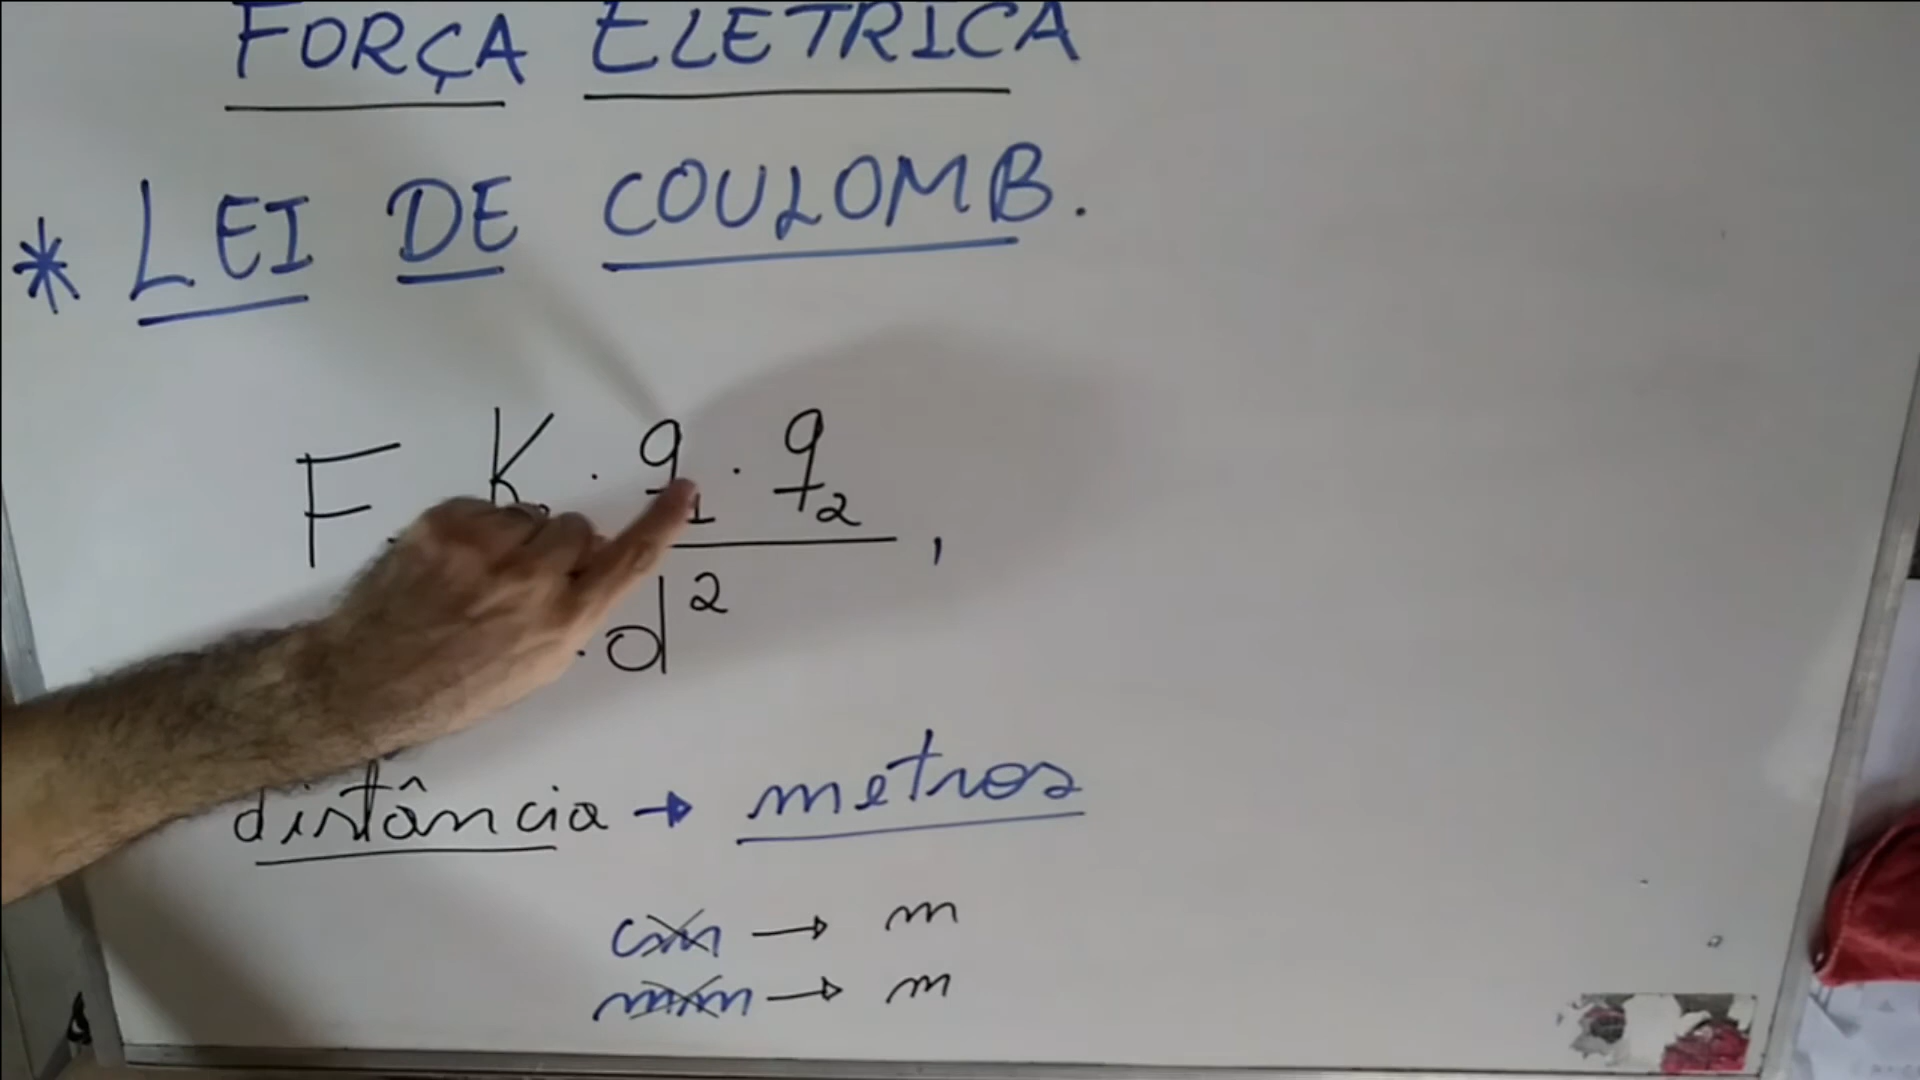 FORÇA ELETRICA
* LEI DE COULOMB.
F K . q1 . q2 ,
. d²
distância → metros
cm → m
mm → m